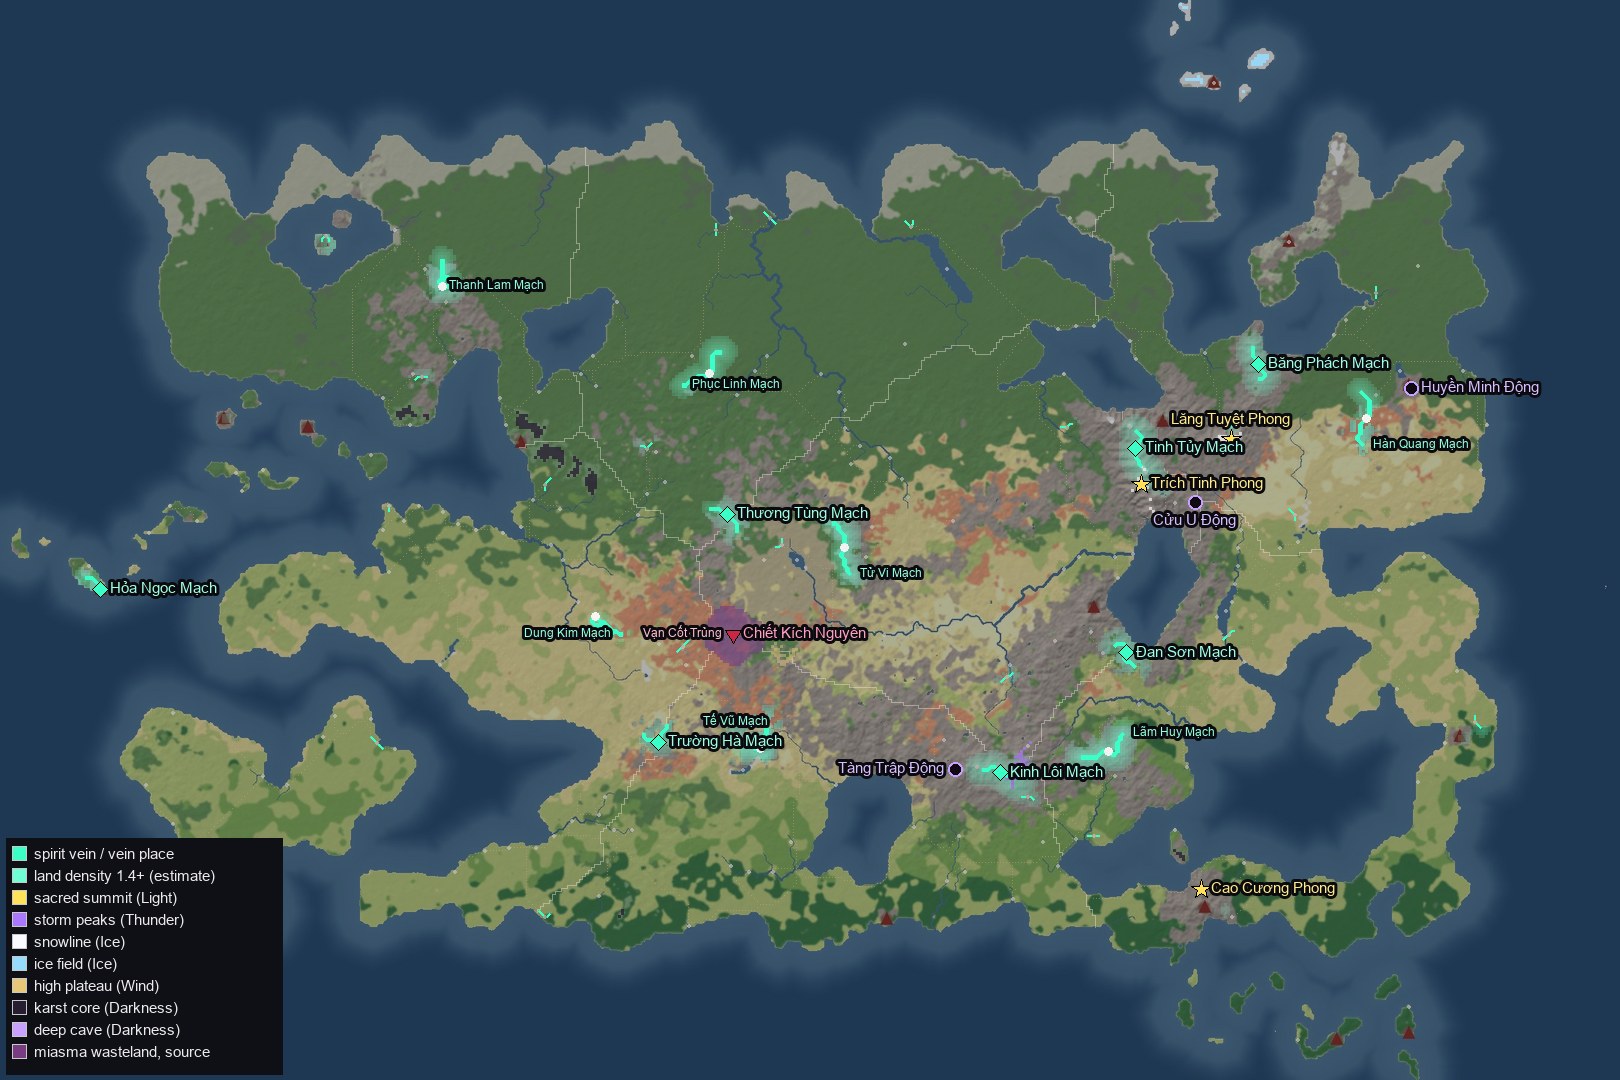 Thanh Lam Mạch
Băng Phách Mạch
Phục Linh Mạch
Huyền Minh Động
Lăng Tuyệt Phong
Hàn Quang Mạch
Tinh Tủy Mạch
Trích Tinh Phong
Thương Tùng Mạch
Cửu U Động
Tử Vi Mạch
Hỏa Ngọc Mạch
Dung Kim Mạch
Vạn Cốt Trủng
Chiết Kích Nguyên
Đan Sơn Mạch
Tế Vũ Mạch
Trường Hà Mạch
Lãm Huy Mạch
Tàng Trập Động
Kinh Lôi Mạch
Cao Cương Phong
spirit vein / vein place
land density 1.4+ (estimate)
sacred summit (Light)
storm peaks (Thunder)
snowline (Ice)
ice field (Ice)
high plateau (Wind)
karst core (Darkness)
deep cave (Darkness)
miasma wasteland, source